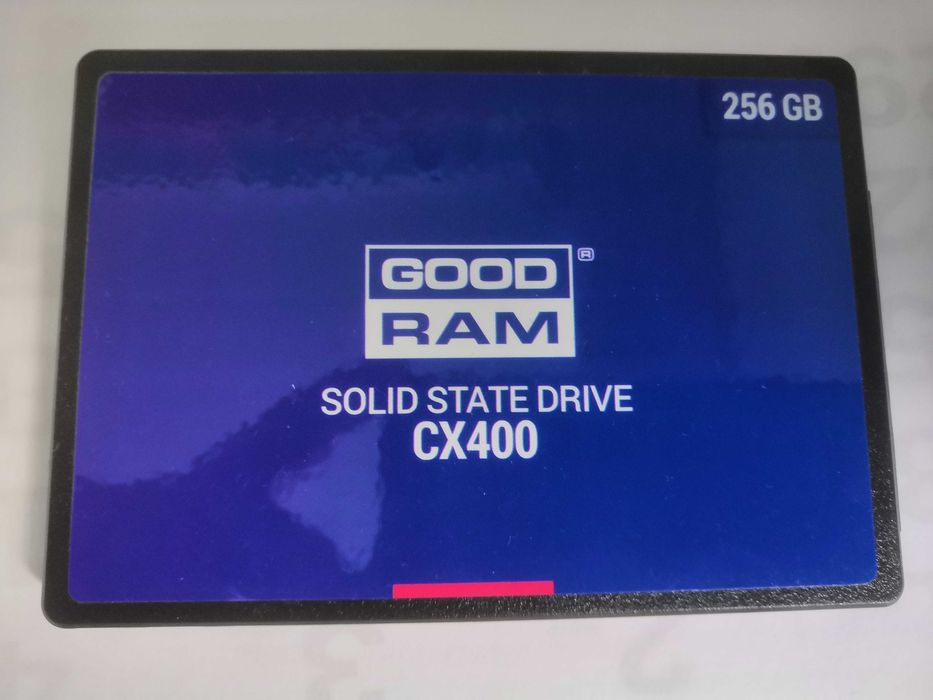 256 GB
GOOD
RAM ®
SOLID STATE DRIVE
CX400